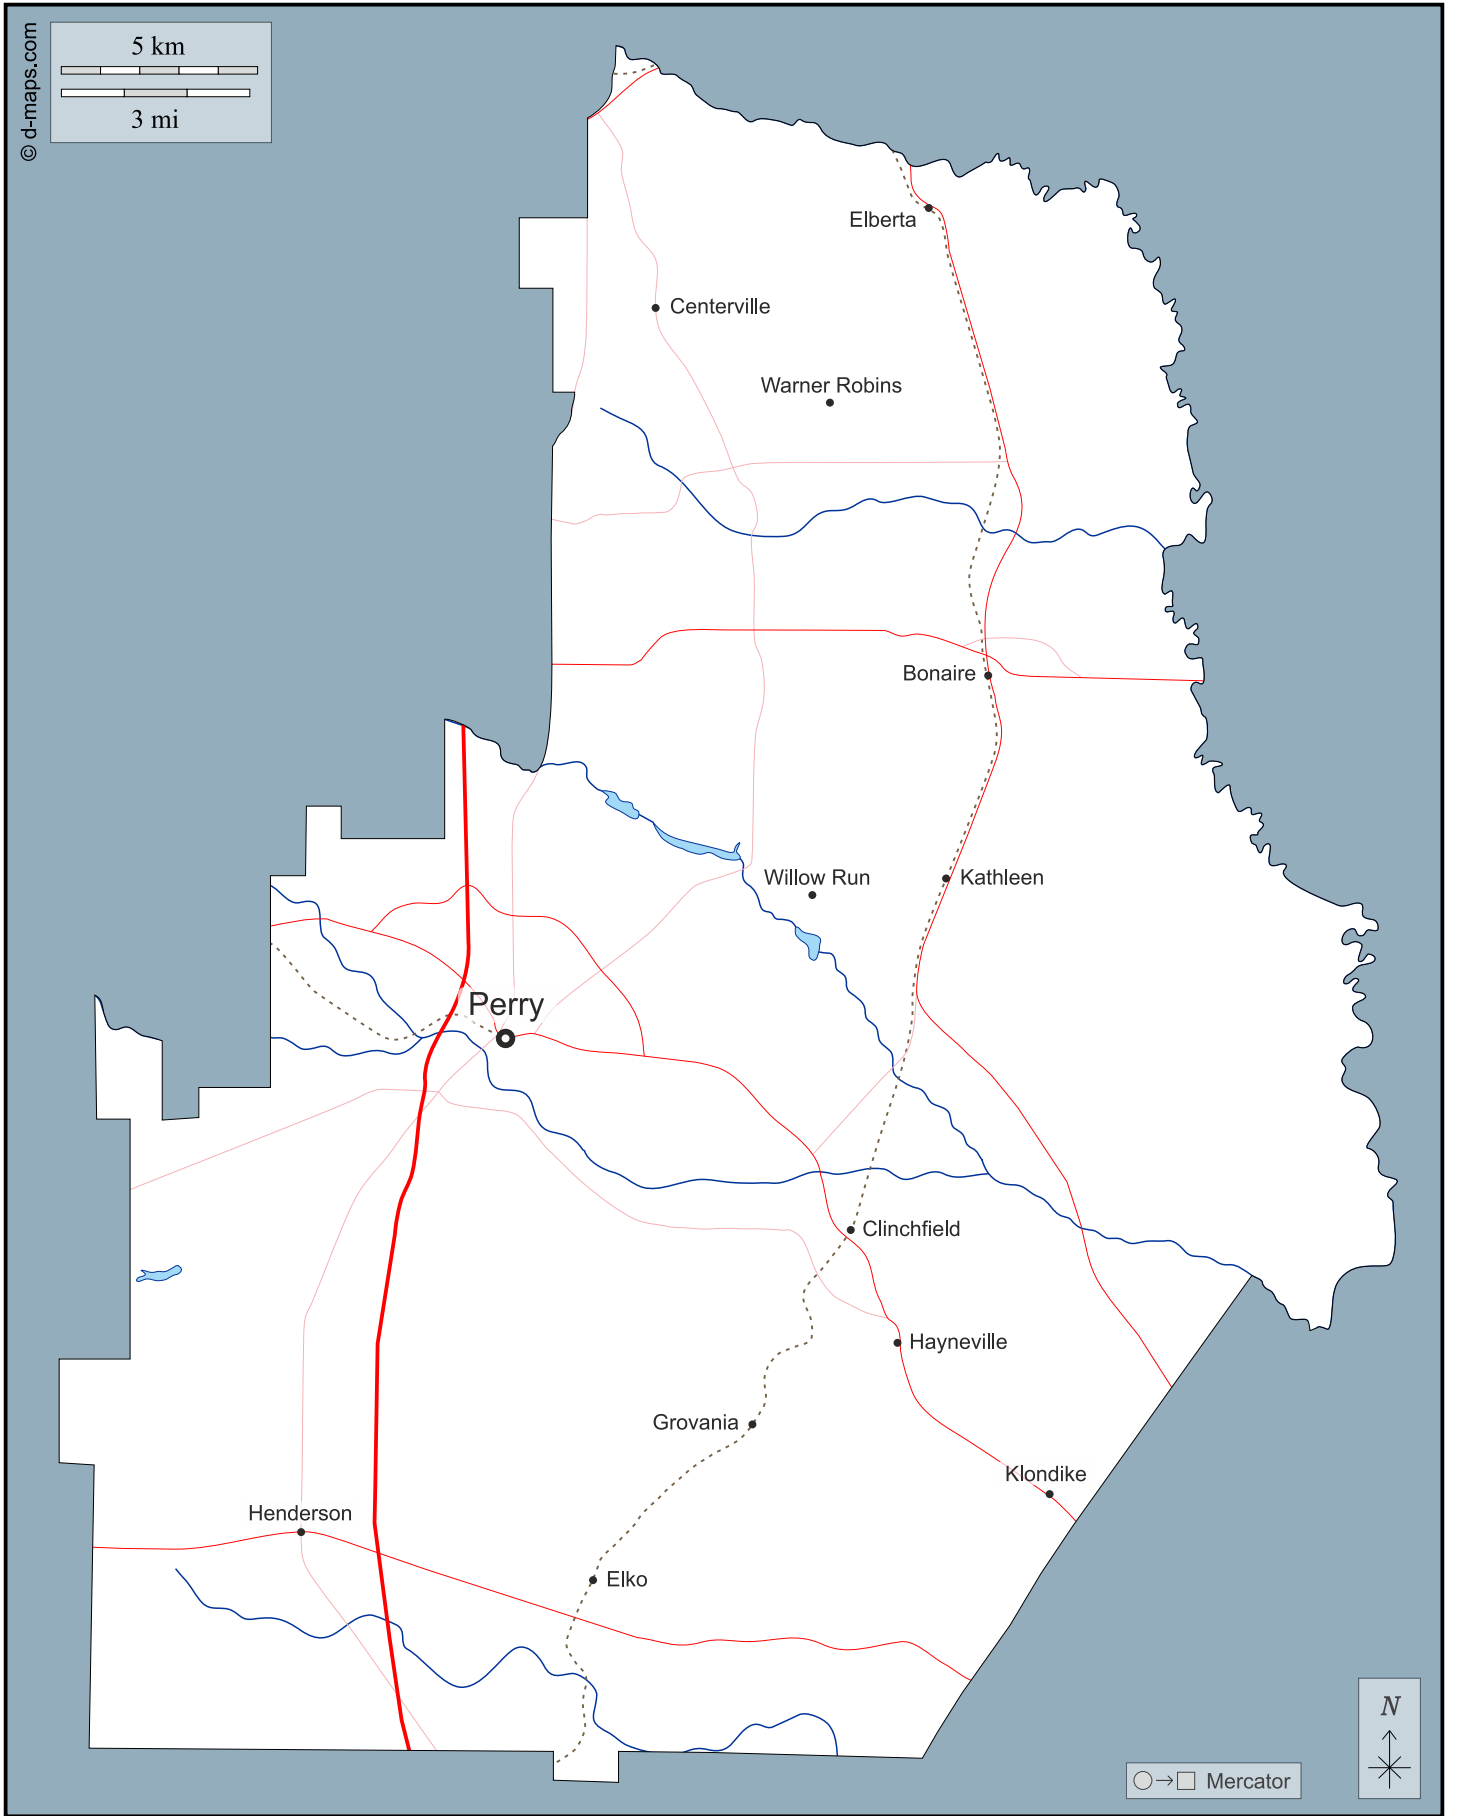 5 km
3 mi
© d-maps.com
Elberta
Centerville
Warner Robins
Bonaire
Willow Run
Kathleen
Perry
Clinchfield
Hayneville
Grovania
Klondike
Henderson
Elko
N
Mercator